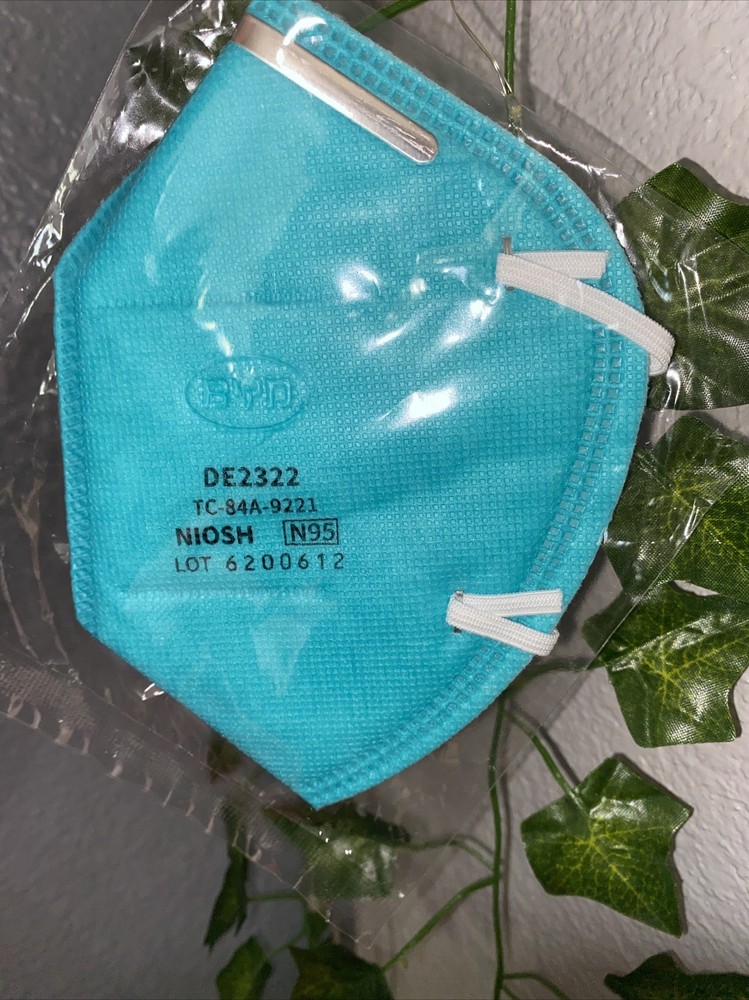 BYD
DE2322
TC-84A-9221
NIOSH N95
LOT 6200612